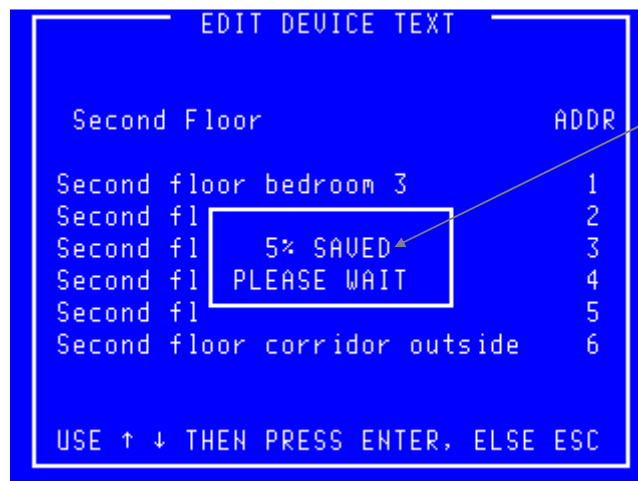 EDIT DEVICE TEXT
Second Floor ADDR
Second floor bedroom 3 1
Second fl 2
Second fl 5% SAVED 3
Second fl PLEASE WAIT 4
Second fl 5
Second floor corridor outside 6
USE ↑ ↓ THEN PRESS ENTER, ELSE ESC